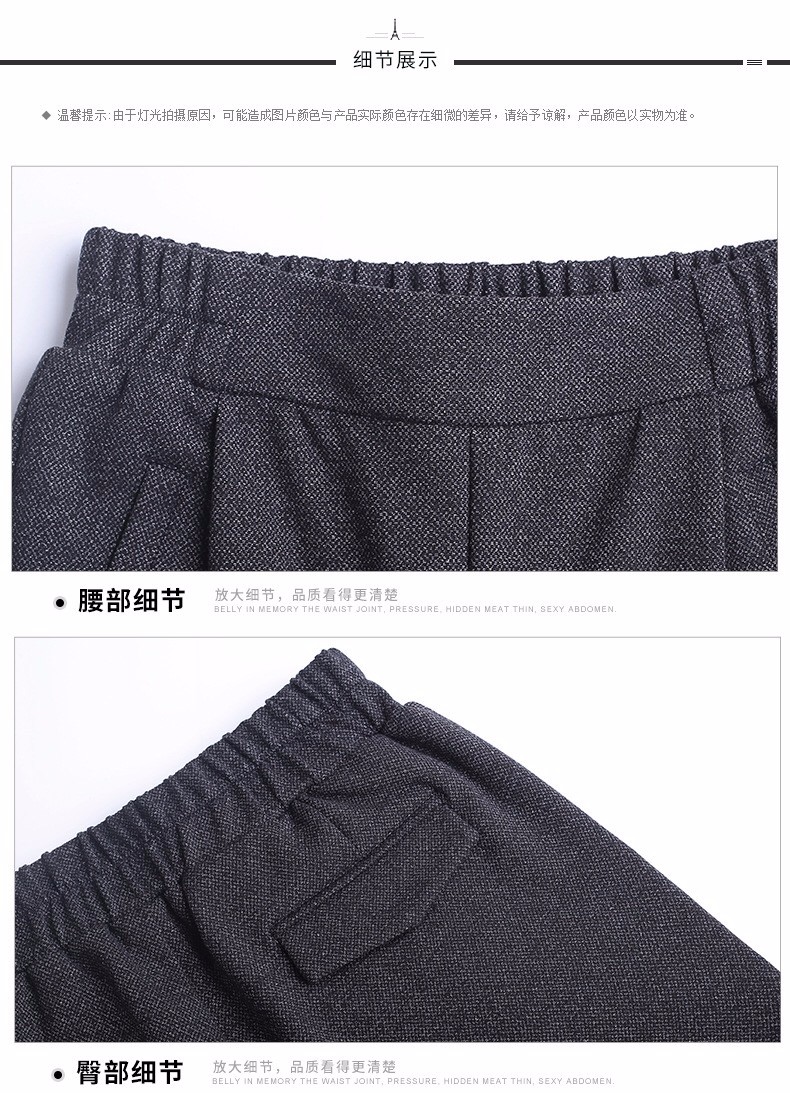 细节展示
温馨提示:由于灯光拍摄原因，可能造成图片颜色与产品实际颜色存在细微的差异，请给予谅解，产品颜色以实物为准。
腰部细节
放大细节，品质看得更清楚
BELLY IN MEMORY THE WAIST JOINT, PRESSURE, HIDDEN MEAT THIN, SEXY ABDOMEN.
臀部细节
放大细节，品质看得更清楚
BELLY IN MEMORY THE WAIST JOINT, PRESSURE, HIDDEN MEAT THIN, SEXY ABDOMEN.